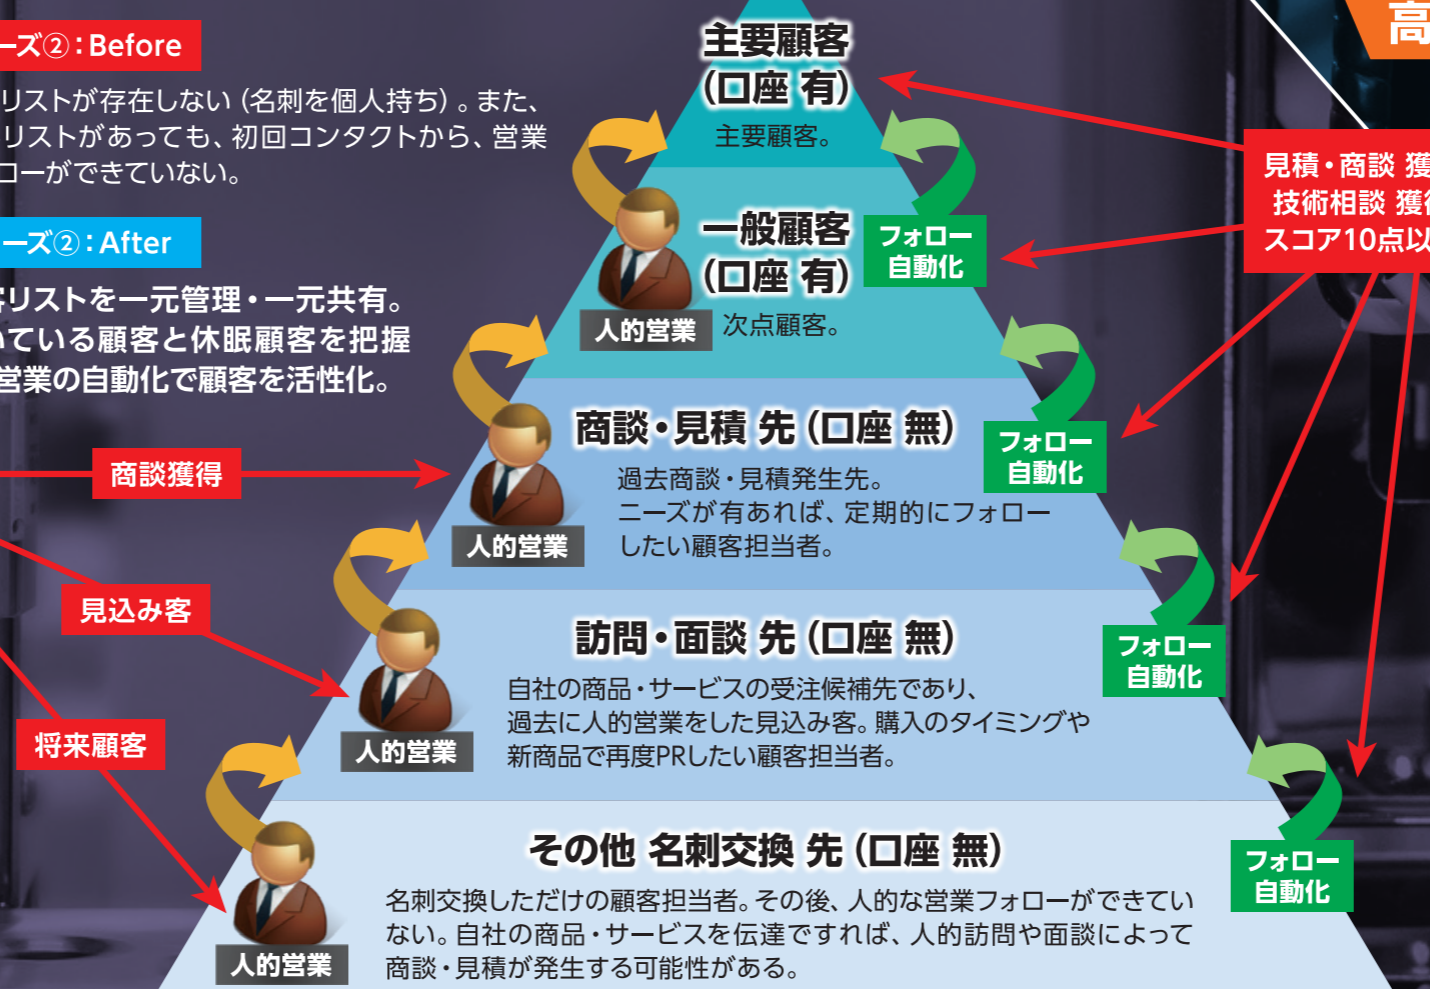 ーズ②：Before
リストが存在しない（名刺を個人持ち）。また、
リストがあっても、初回コンタクトから、営業
ローができていない。
ーズ②：After
客リストを一元管理・一元共有。
いている顧客と休眠顧客を把握
営業の自動化で顧客を活性化。
商談獲得
見込み客
将来顧客
主要顧客
（口座 有）
主要顧客。
一般顧客
（口座 有）
次点顧客。
人的営業
フォロー
自動化
商談・見積 先（口座 無）
過去商談・見積発生先。
ニーズが有あれば、定期的にフォロー
したい顧客担当者。
人的営業
フォロー
自動化
訪問・面談 先（口座 無）
自社の商品・サービスの受注候補先であり、
過去に人的営業をした見込み客。購入のタイミングや
新商品で再度PRしたい顧客担当者。
人的営業
フォロー
自動化
その他 名刺交換 先（口座 無）
名刺交換しただけの顧客担当者。その後、人的な営業フォローができてい
ない。自社の商品・サービスを伝達ですれば、人的訪問や面談によって
商談・見積が発生する可能性がある。
人的営業
フォロー
自動化
高
見積・商談 獲
技術相談 獲得
スコア10点以